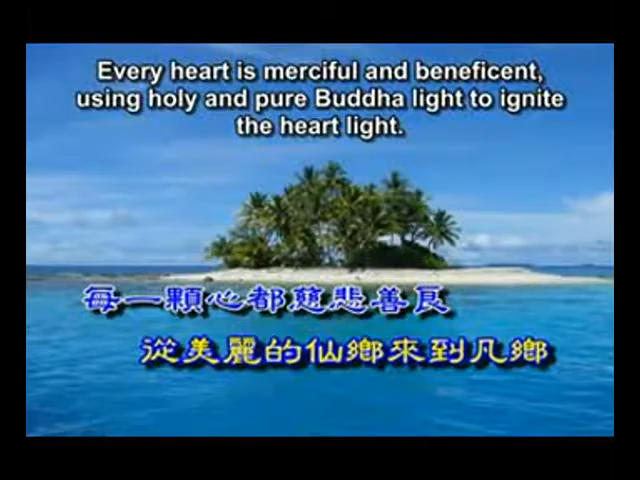 Every heart is merciful and beneficent,
using holy and pure Buddha light to ignite
the heart light.
每一顆心都慈悲善良
從美麗的仙鄉來到凡鄉